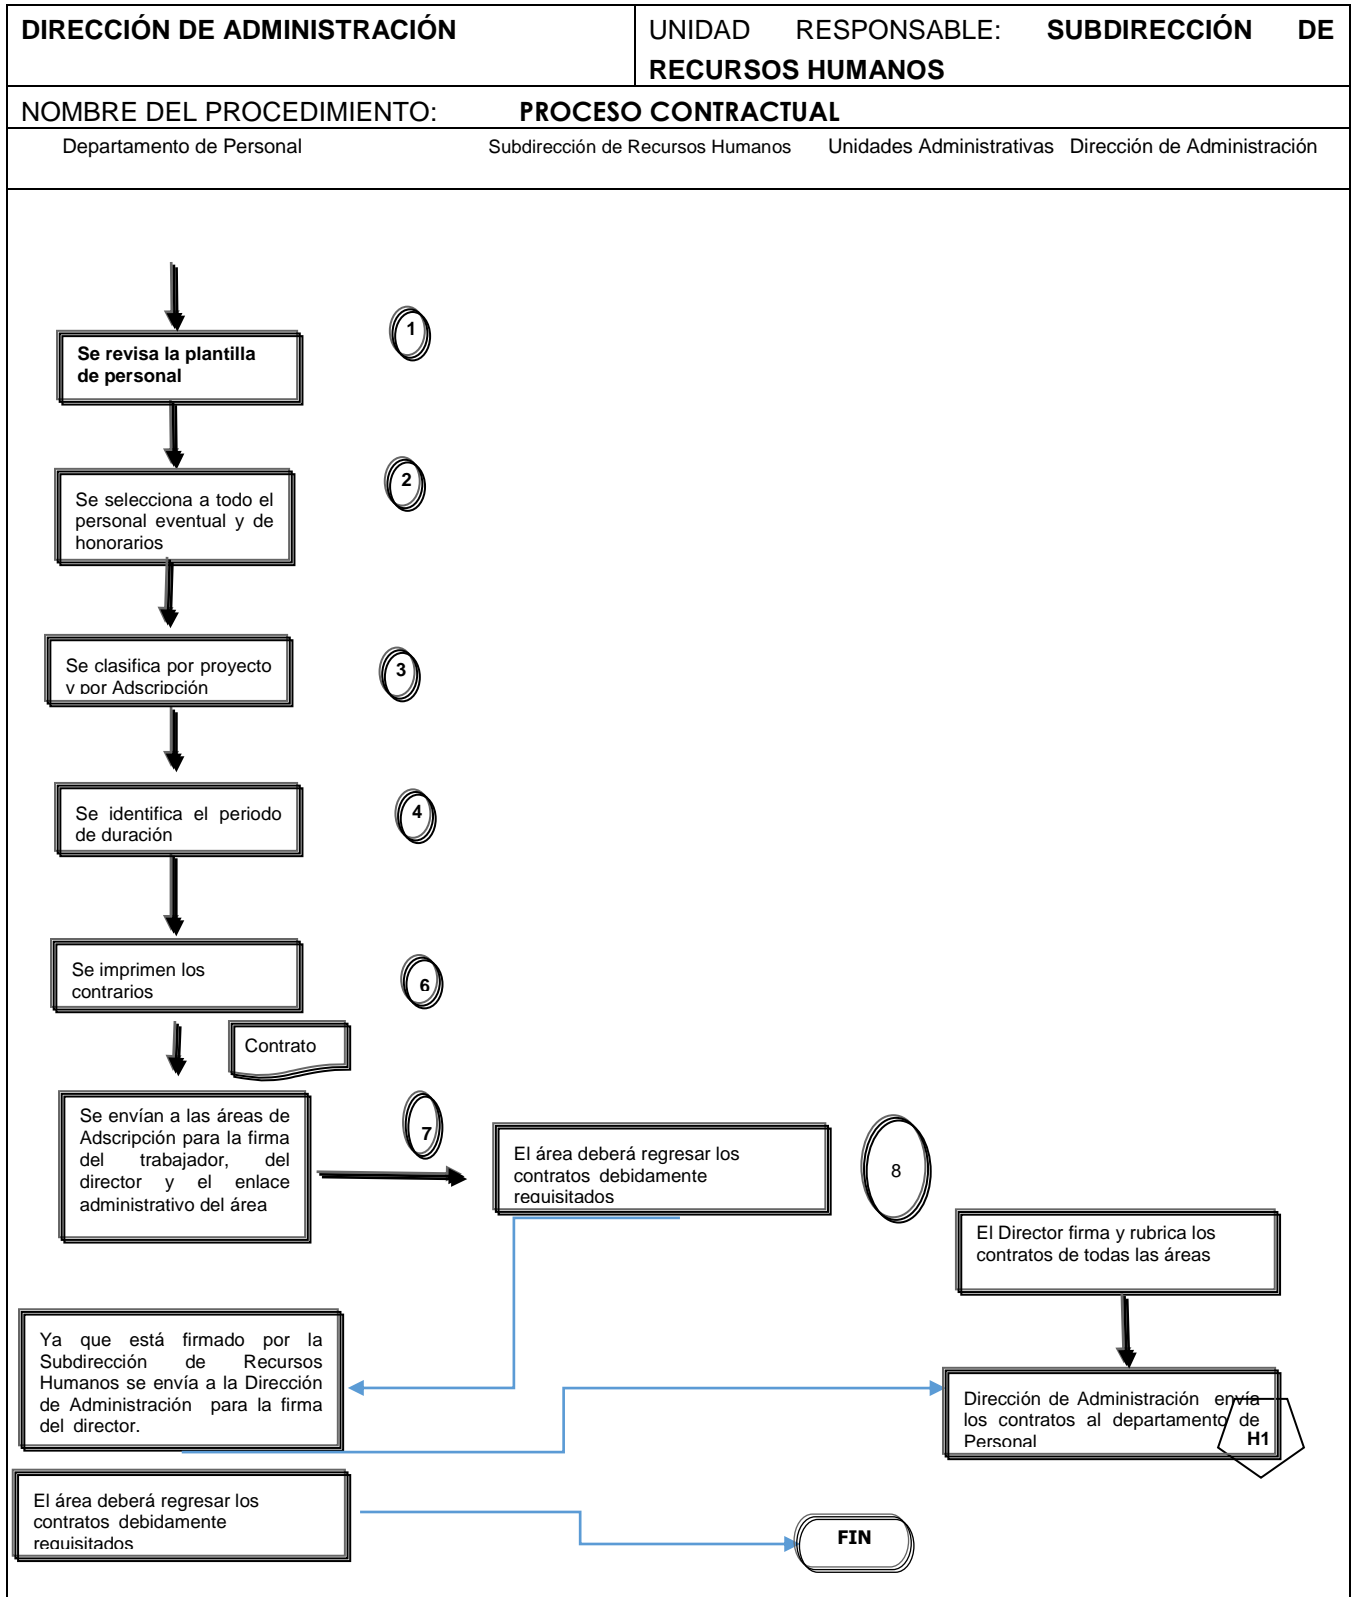 DIRECCIÓN DE ADMINISTRACIÓN
UNIDAD RESPONSABLE: SUBDIRECCIÓN DE
RECURSOS HUMANOS
NOMBRE DEL PROCEDIMIENTO: PROCESO CONTRACTUAL
Departamento de Personal
Subdirección de Recursos Humanos
Unidades Administrativas
Dirección de Administración
Se revisa la plantilla
de personal
1
Se selecciona a todo el
personal eventual y de
honorarios
2
Se clasifica por proyecto
y por Adscripción
3
Se identifica el periodo
de duración
4
Se imprimen los
contrarios
6
Contrato
Se envían a las áreas de
Adscripción para la firma
del trabajador, del
director y el enlace
administrativo del área
7
El área deberá regresar los
contratos debidamente
requisitados
8
El Director firma y rubrica los
contratos de todas las áreas
Ya que está firmado por la
Subdirección de Recursos
Humanos se envía a la Dirección
de Administración para la firma
del director.
Dirección de Administración envía
los contratos al departamento de
Personal
H1
El área deberá regresar los
contratos debidamente
requisitados
FIN